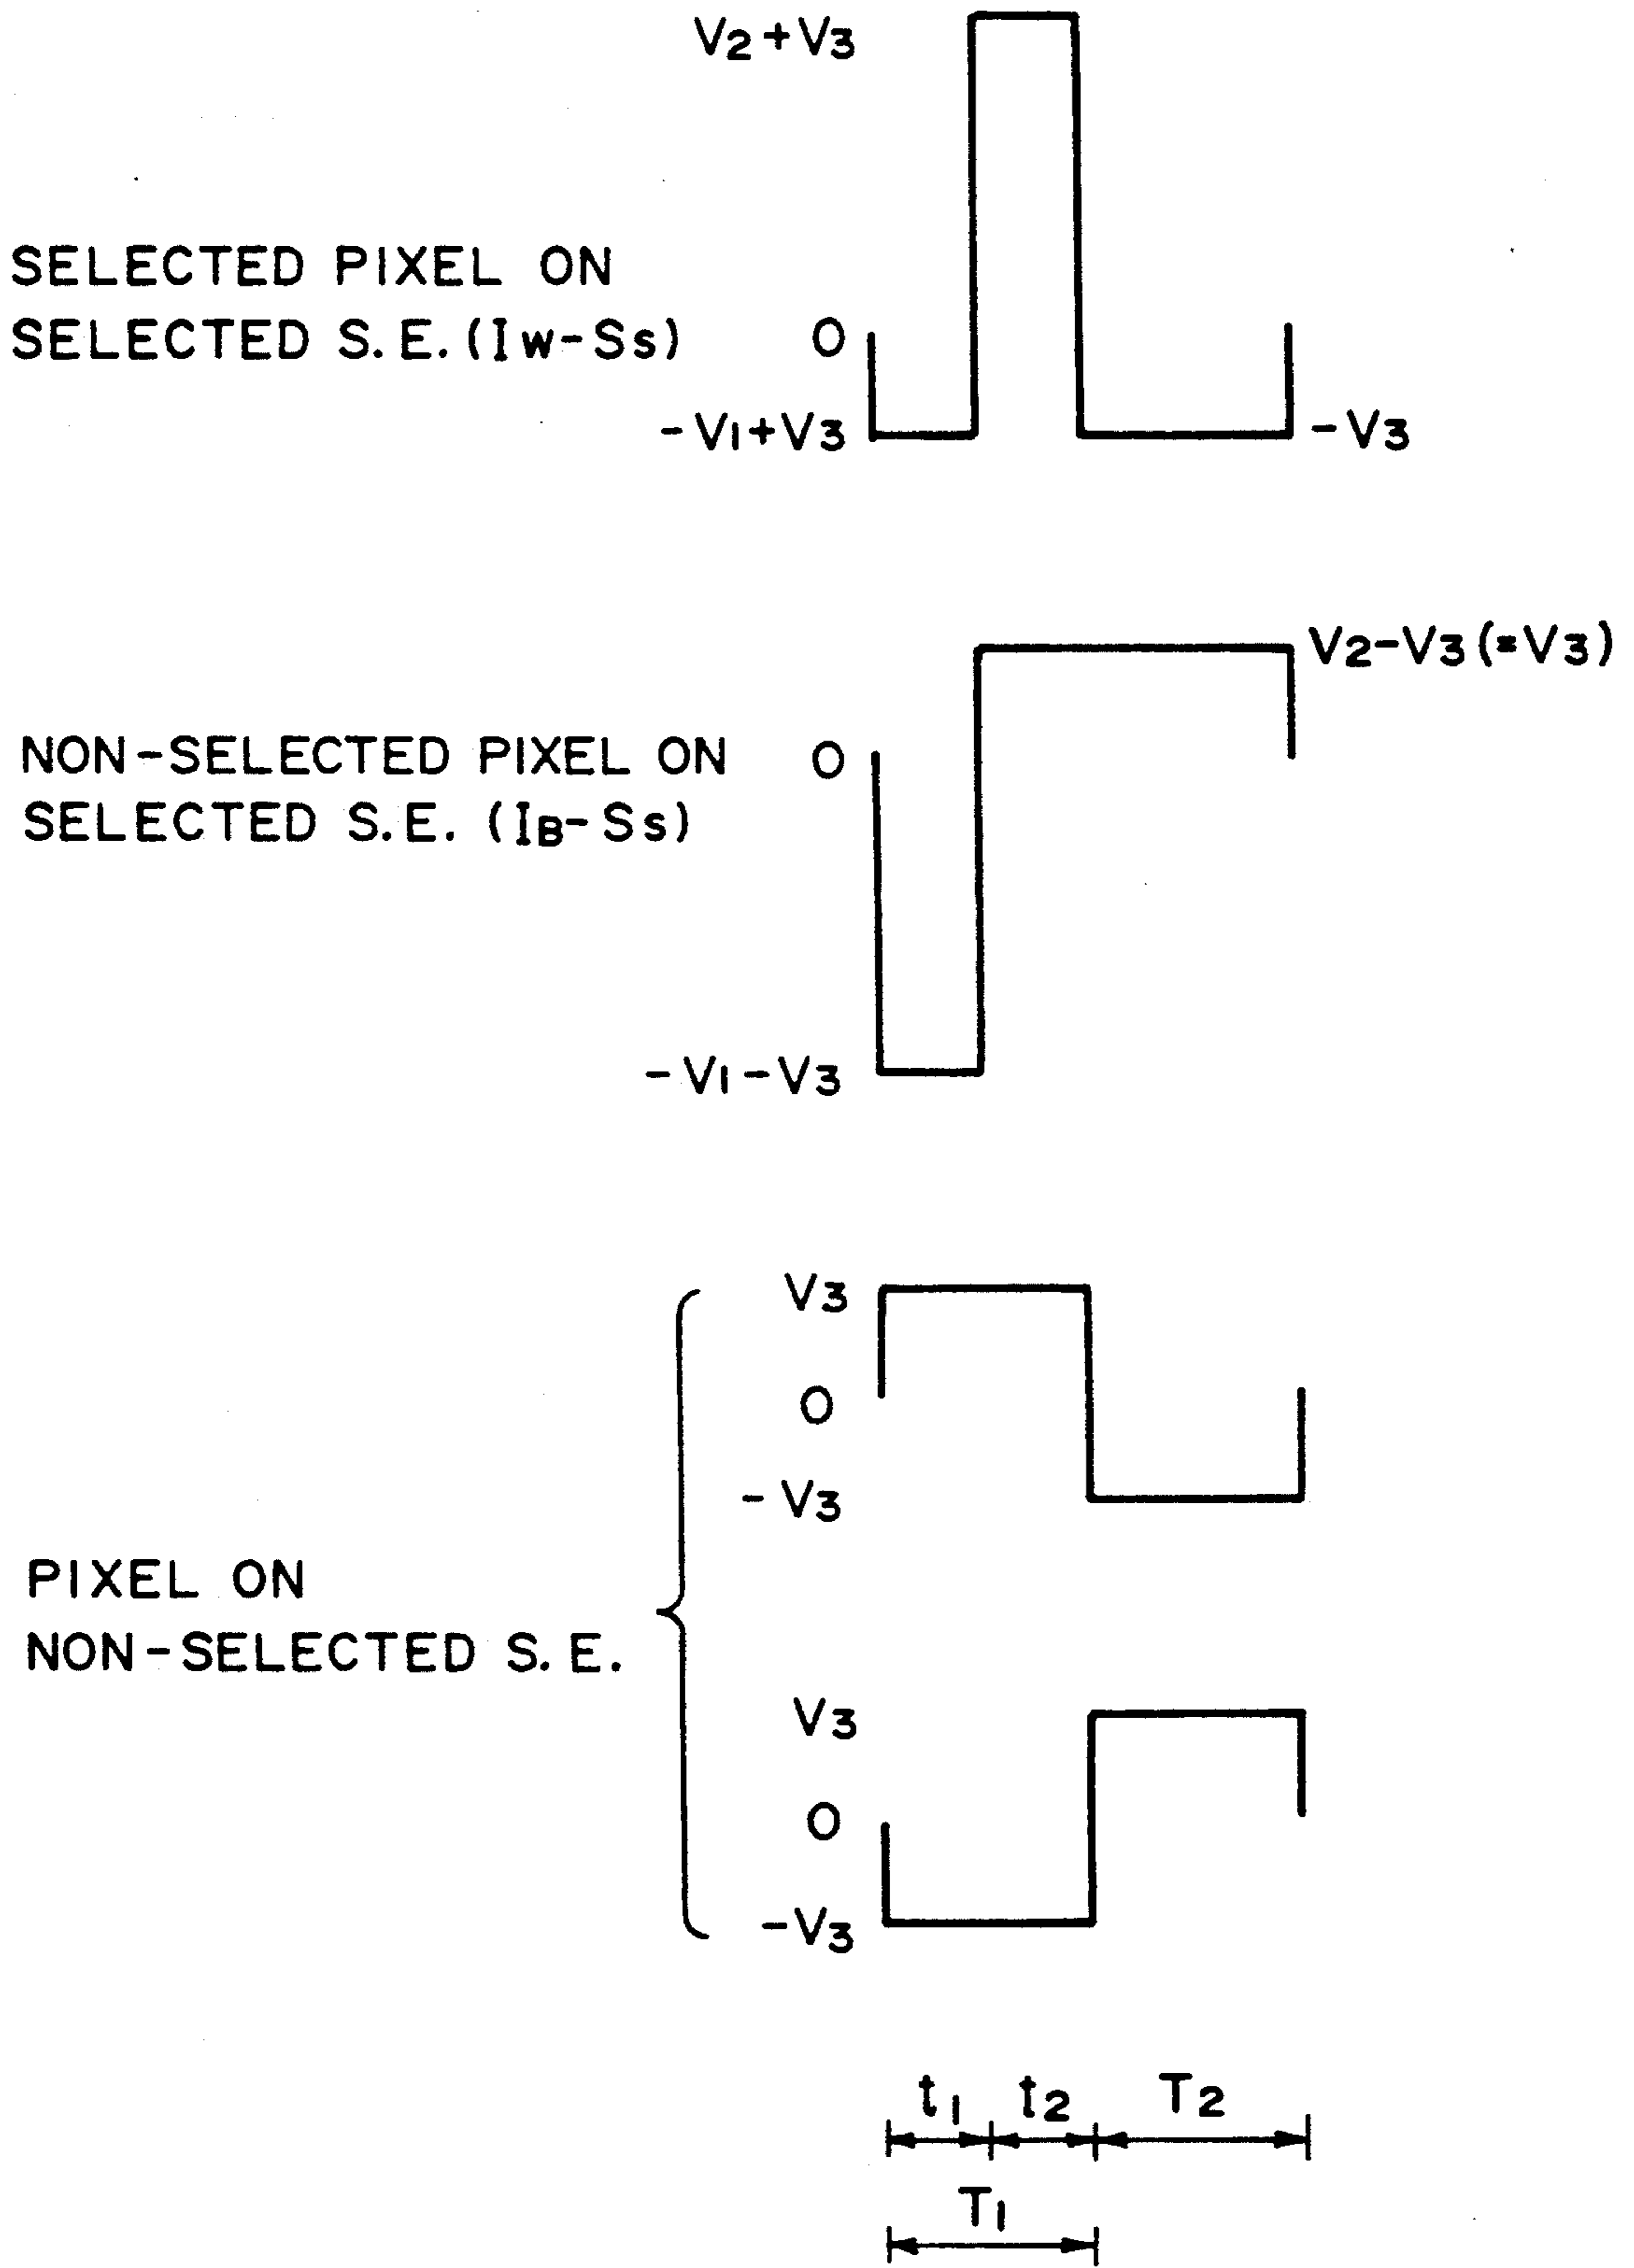 V2+V3
SELECTED PIXEL ON
SELECTED S.E.(Iw-Ss)
0
-V1+V3
-V3
V2-V3(=V3)
NON-SELECTED PIXEL ON
SELECTED S.E. (IB-Ss)
0
-V1-V3
V3
0
-V3
PIXEL ON
NON-SELECTED S.E.
V3
0
-V3
t1 t2 T2
T1